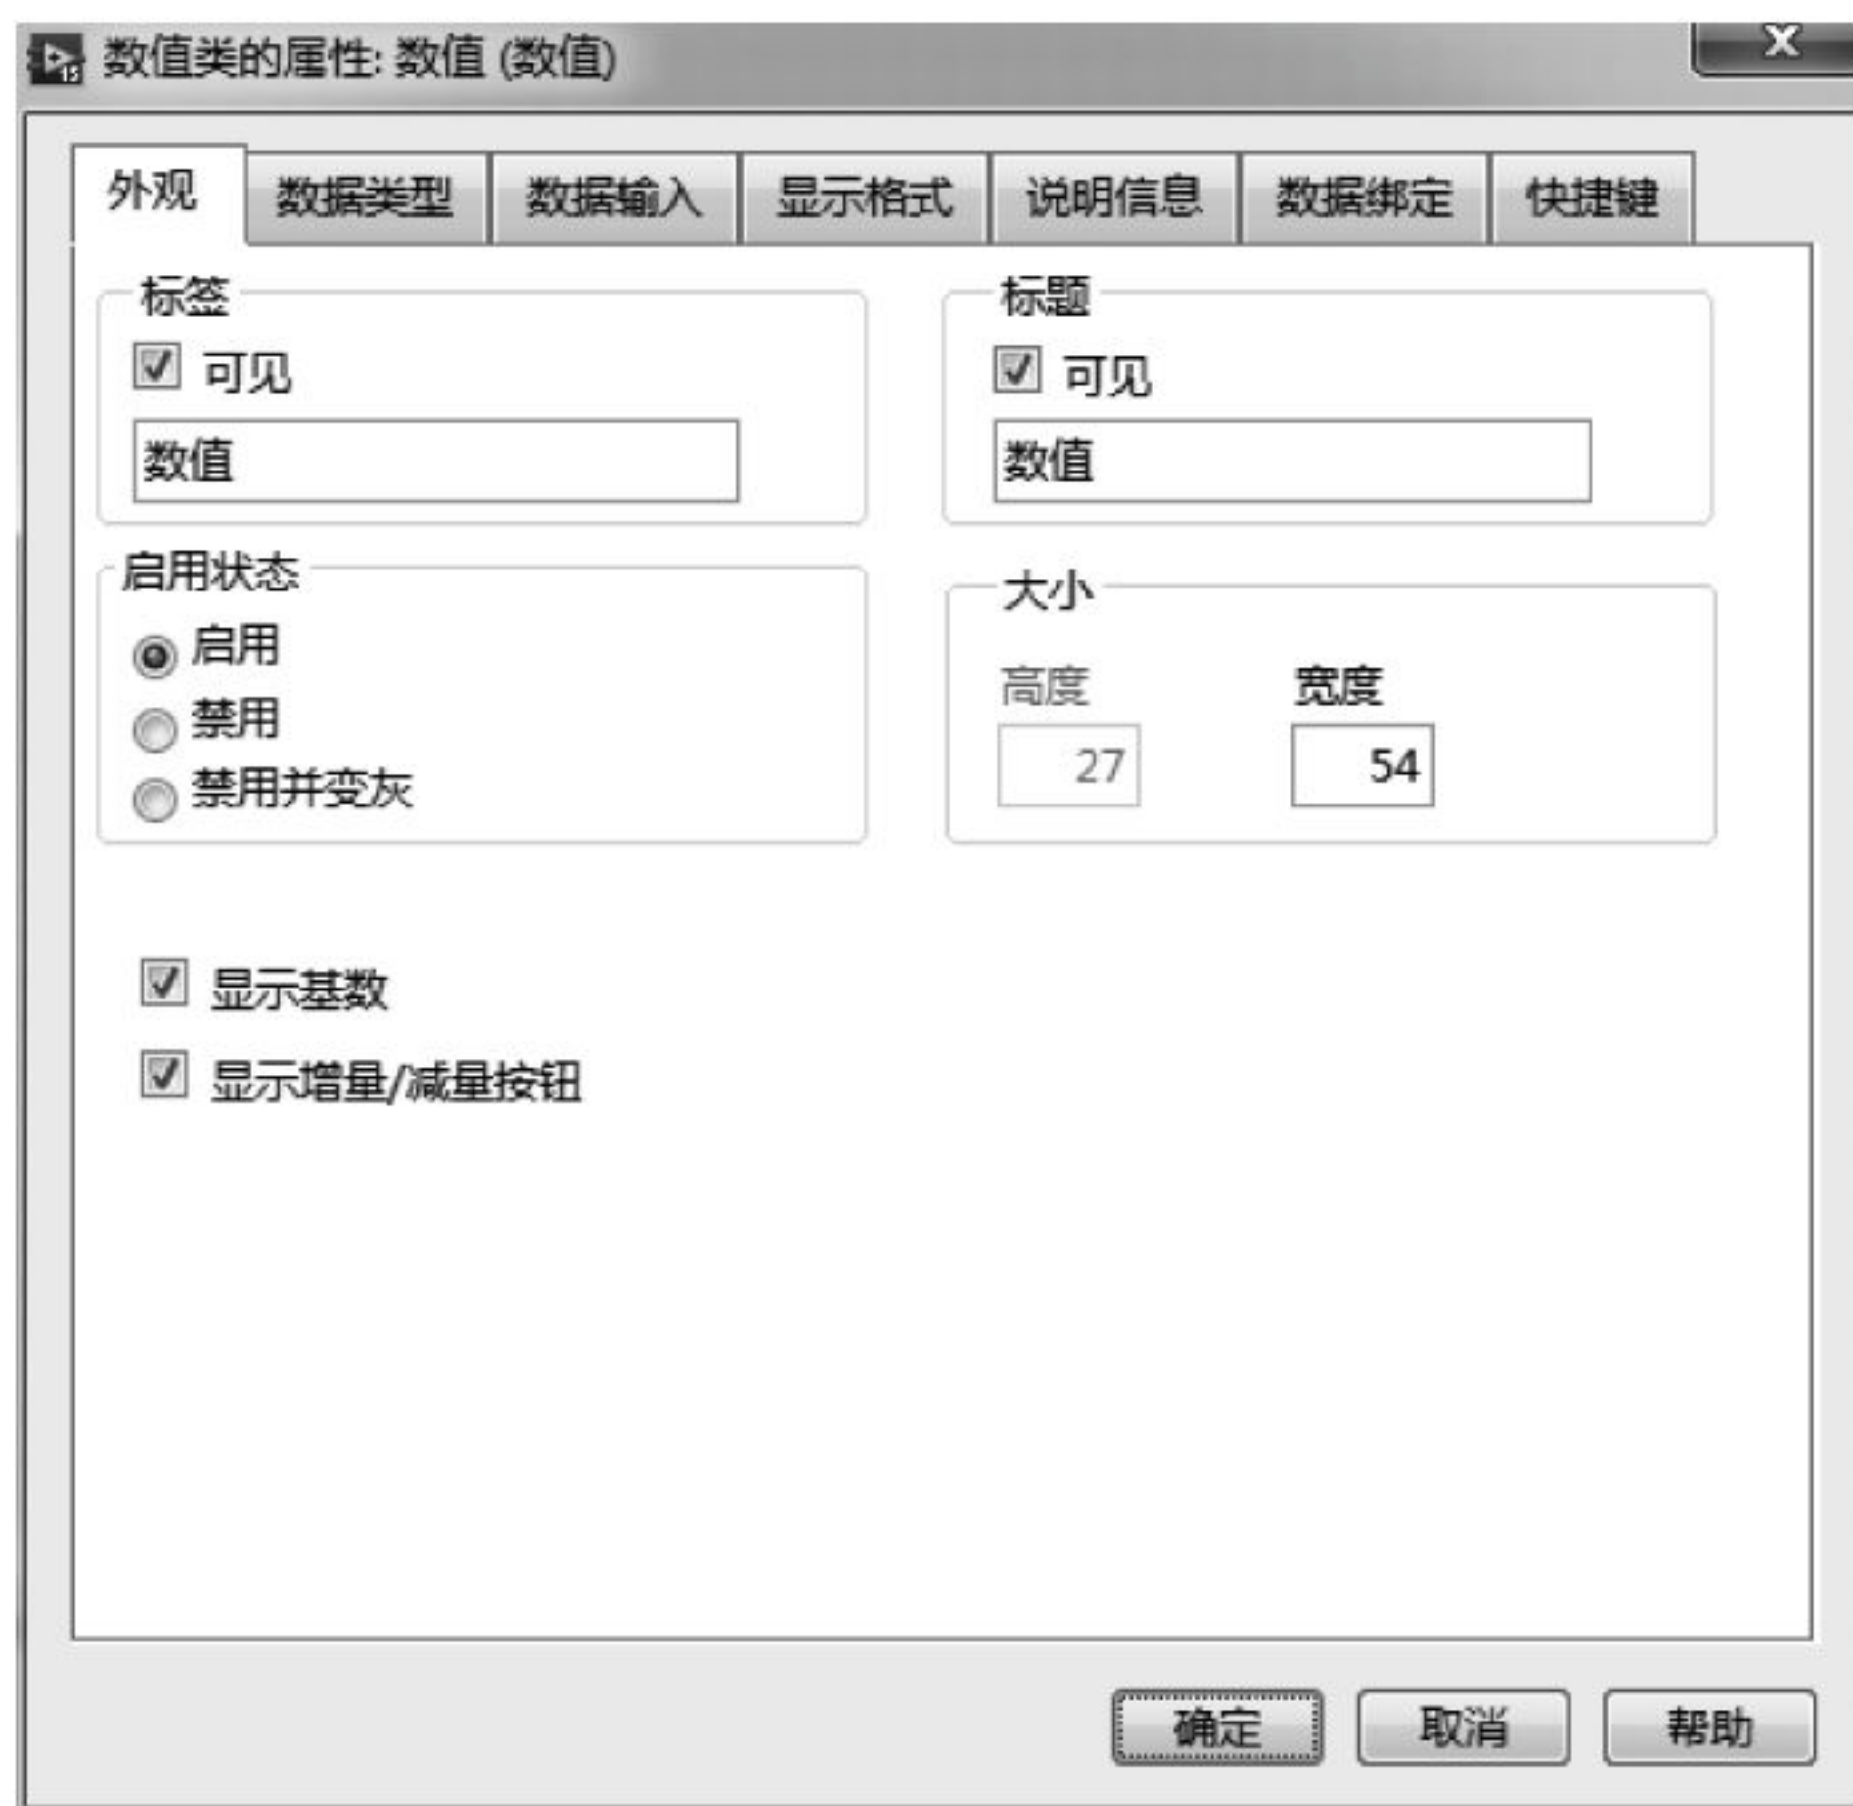 数值类的属性: 数值 (数值)
外观 数据类型 数据输入 显示格式 说明信息 数据绑定 快捷键
标签 标题
可见 可见
数值 数值
启用状态 大小
启用
禁用
禁用并变灰
高度 宽度
27 54
显示基数
显示增量/减量按钮
确定 取消 帮助